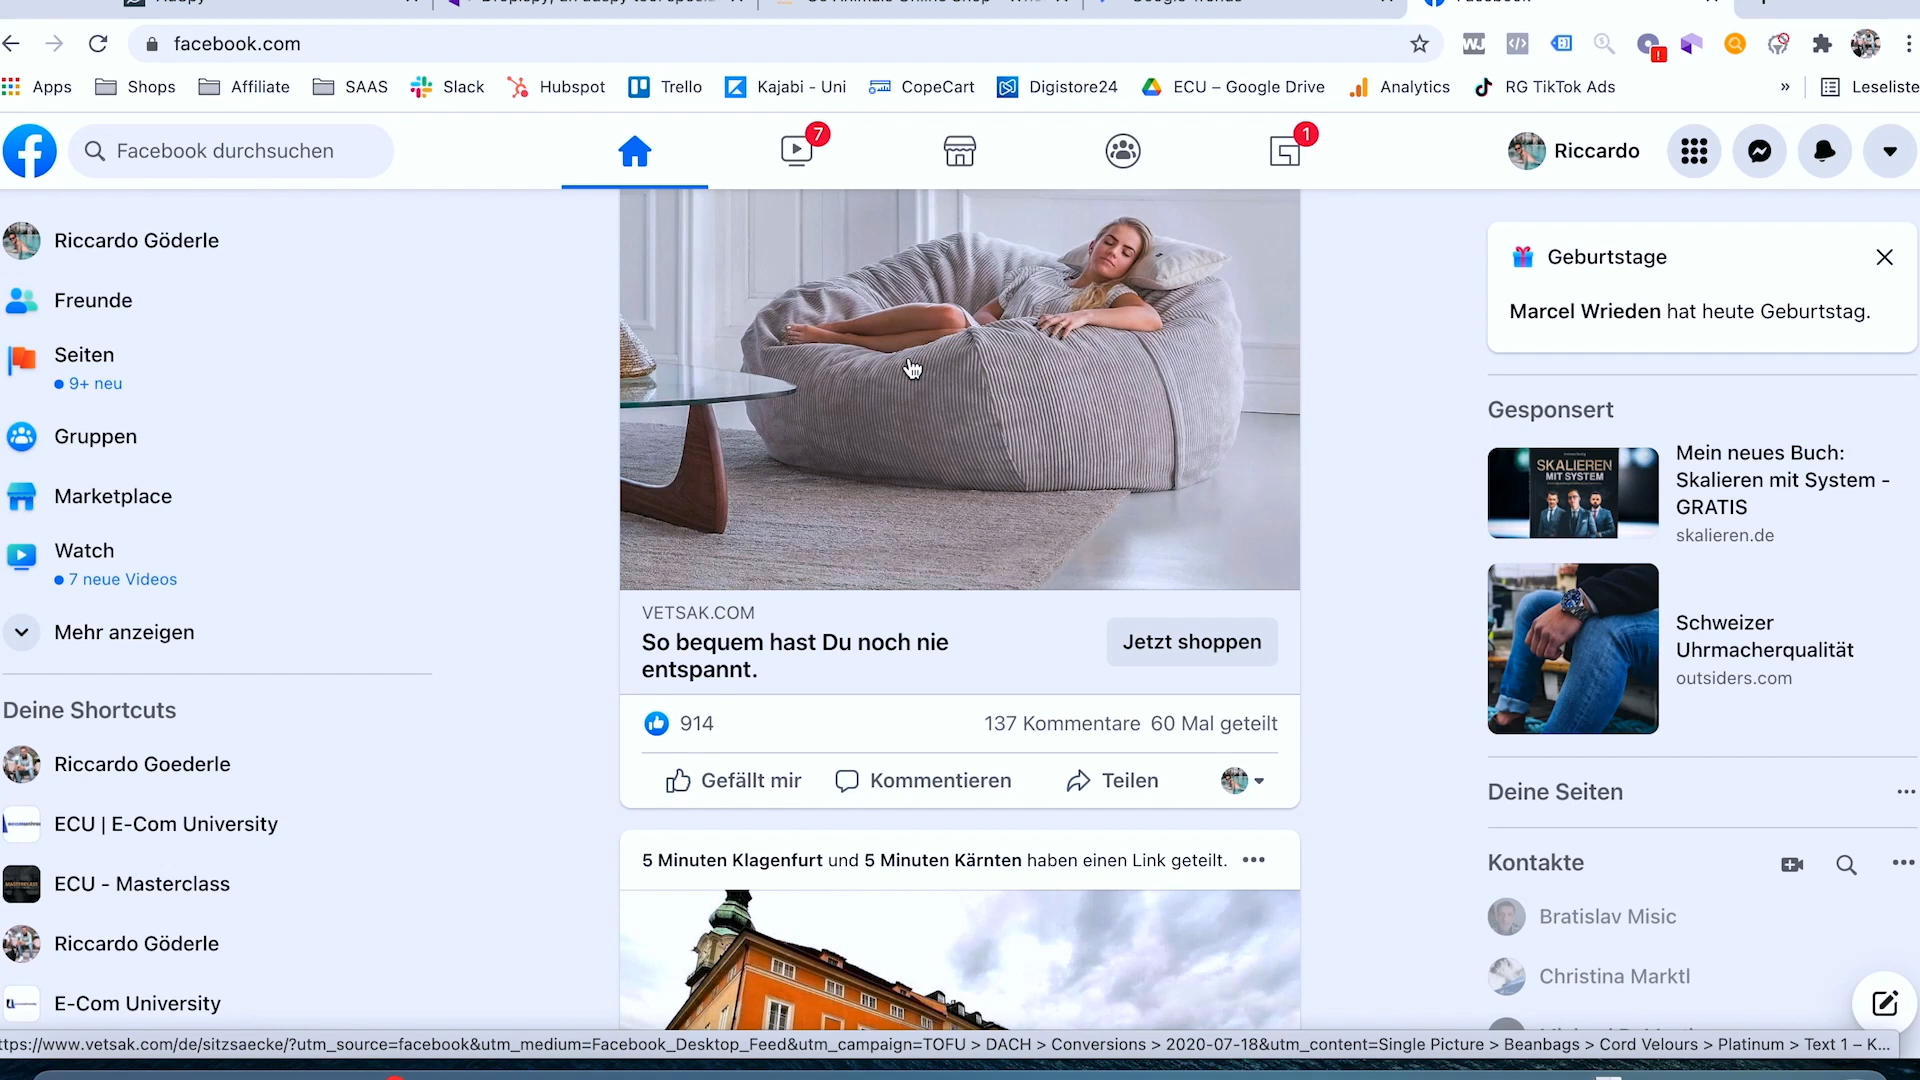 facebook.com
Apps Shops Affiliate SAAS Slack Hubspot Trello Kajabi - Uni CopeCart Digistore24 ECU – Google Drive Analytics RG TikTok Ads » Leseliste
Facebook durchsuchen
7
1
Riccardo
Riccardo Göderle
Freunde
Seiten
9+ neu
Gruppen
Marketplace
Watch
7 neue Videos
Mehr anzeigen
Deine Shortcuts
Riccardo Goederle
ECU | E-Com University
ECU - Masterclass
Riccardo Göderle
E-Com University
VETSAK.COM
So bequem hast Du noch nie
entspannt.
Jetzt shoppen
914
137 Kommentare 60 Mal geteilt
Gefällt mir Kommentieren Teilen
5 Minuten Klagenfurt und 5 Minuten Kärnten haben einen Link geteilt.
Geburtstage
Marcel Wrieden hat heute Geburtstag.
Gesponsert
SKALIEREN
MIT SYSTEM
Mein neues Buch:
Skalieren mit System -
GRATIS
skalieren.de
Schweizer
Uhrmacherqualität
outsiders.com
Deine Seiten
Kontakte
Bratislav Misic
Christina Marktl
ttps://www.vetsak.com/de/sitzsaecke/?utm_source=facebook&utm_medium=Facebook_Desktop_Feed&utm_campaign=TOFU > DACH > Conversions > 2020-07-18&utm_content=Single Picture > Beanbags > Cord Velours > Platinum > Text 1 – K...